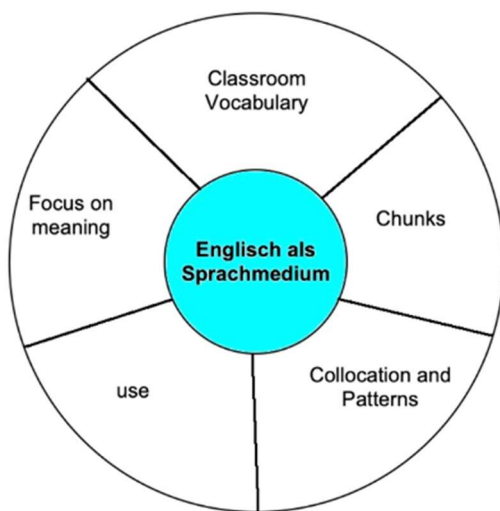 Classroom
Vocabulary
Focus on
meaning
Chunks
Englisch als
Sprachmedium
use
Collocation and
Patterns